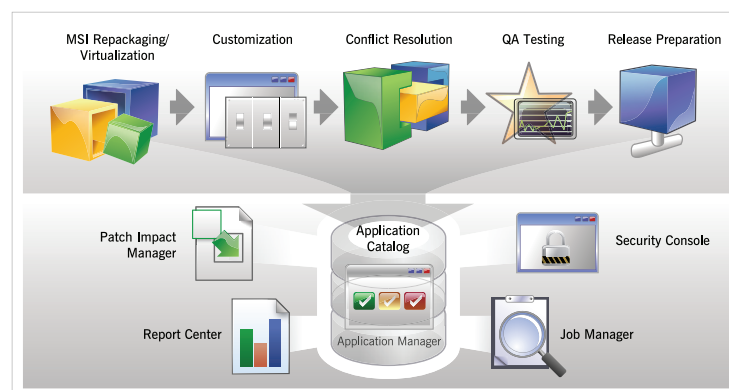 MSI Repackaging/
Virtualization
Customization
Conflict Resolution
QA Testing
Release Preparation
Patch Impact
Manager
Application
Catalog
Security Console
Report Center
Application Manager
Job Manager